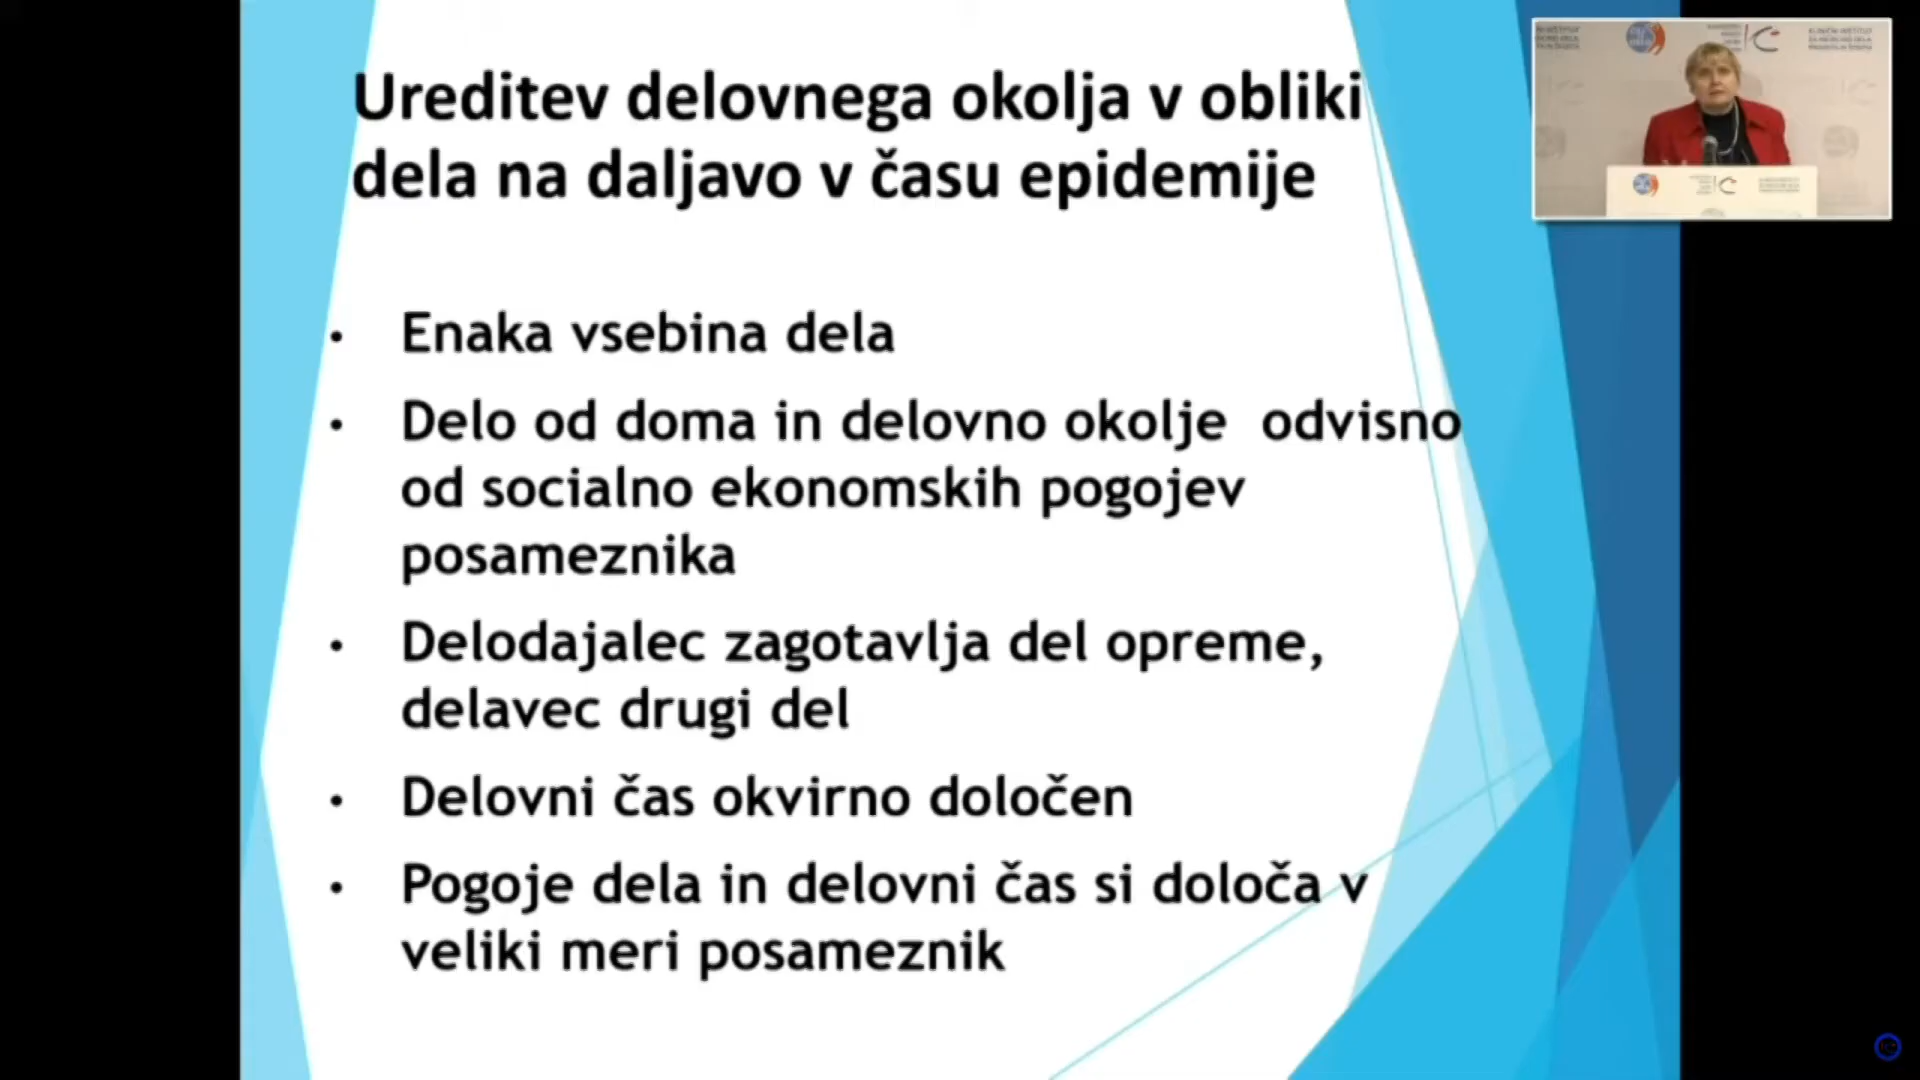 Ureditev delovnega okolja v obliki
dela na daljavo v času epidemije
• Enaka vsebina dela
• Delo od doma in delovno okolje odvisno
od socialno ekonomskih pogojev
posameznika
• Delodajalec zagotavlja del opreme,
delavec drugi del
• Delovni čas okvirno določen
• Pogoje dela in delovni čas si določa v
veliki meri posameznik